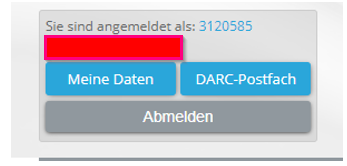 Sie sind angemeldet als: 3120585
Meine Daten DARC-Postfach
Abmelden